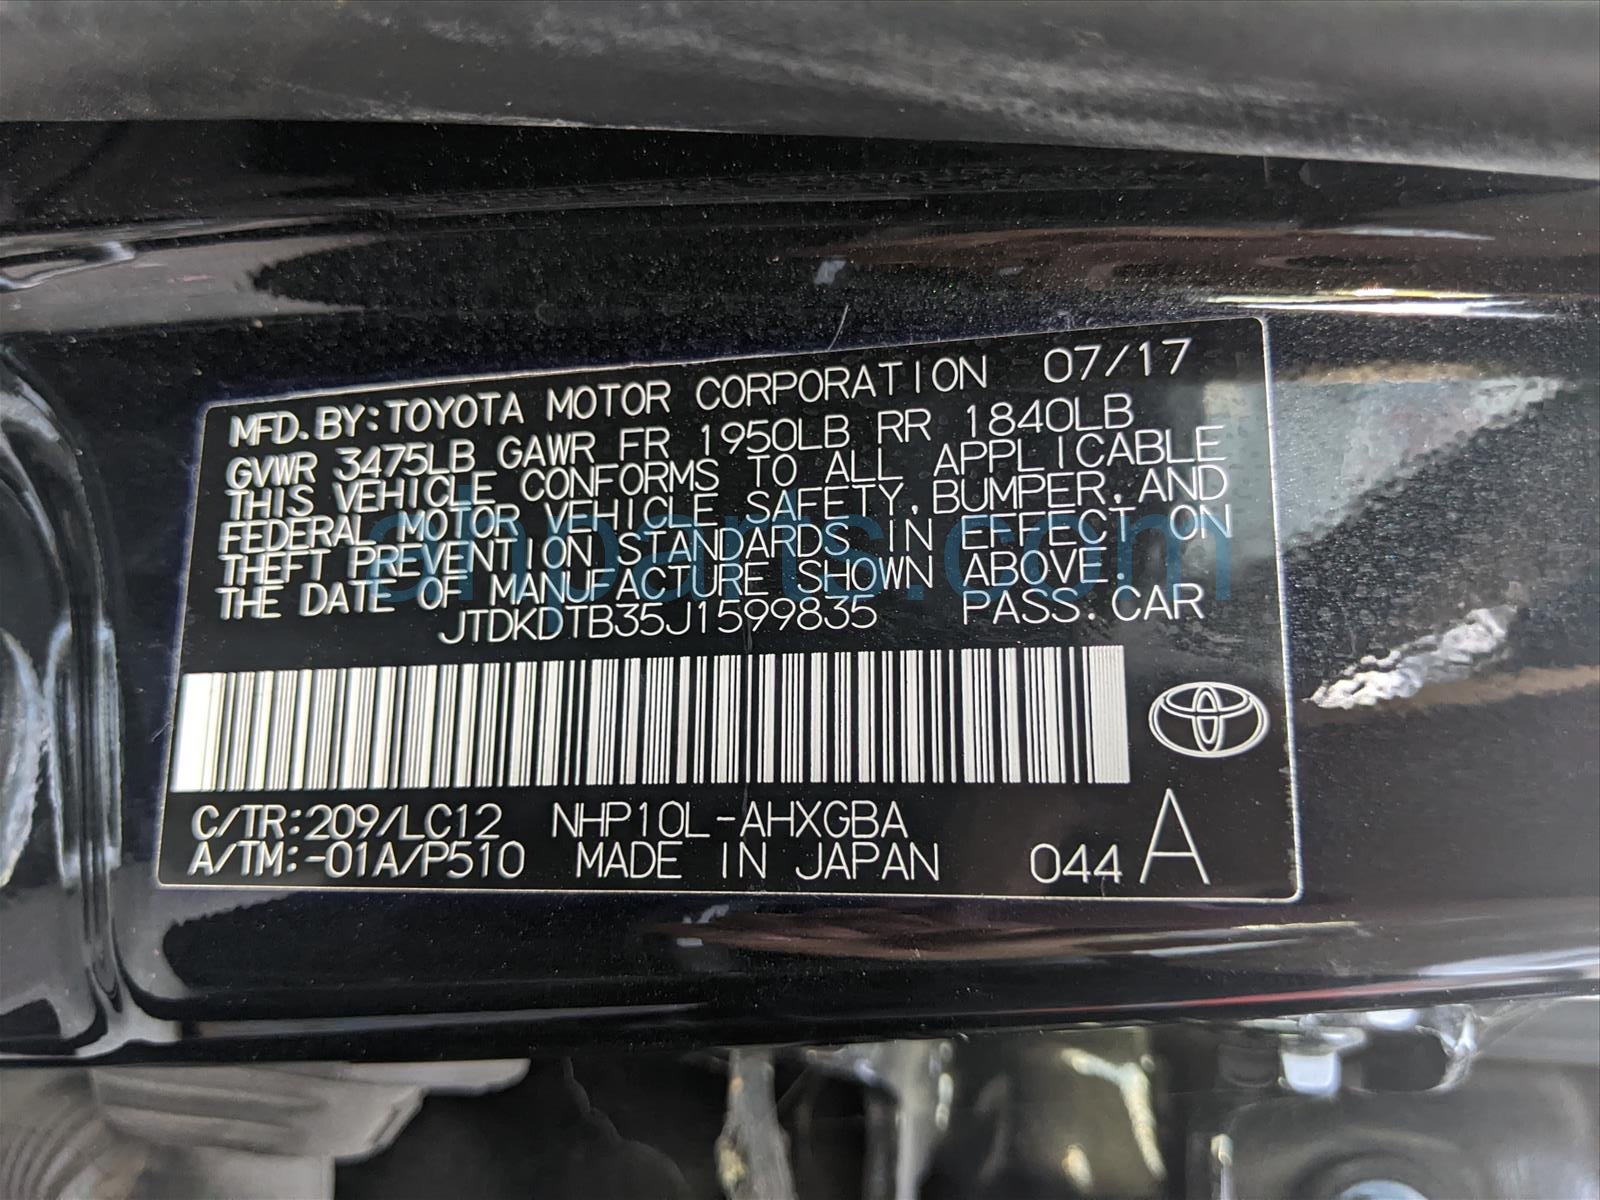 MFD. BY: TOYOTA MOTOR CORPORATION 07/17
GVWR 3475LB GAWR FR 1950LB RR 1840LB
THIS VEHICLE CONFORMS TO ALL APPLICABLE
FEDERAL MOTOR VEHICLE SAFETY, BUMPER, AND
THEFT PREVENTION STANDARDS IN EFFECT ON
THE DATE OF MANUFACTURE SHOWN ABOVE.
JTDKDTB35J1599835 PASS. CAR
C/TR: 209/LC12 NHP10L-AHXGBA
A/TM: -01A/P510 MADE IN JAPAN 044 A
ahparts.com